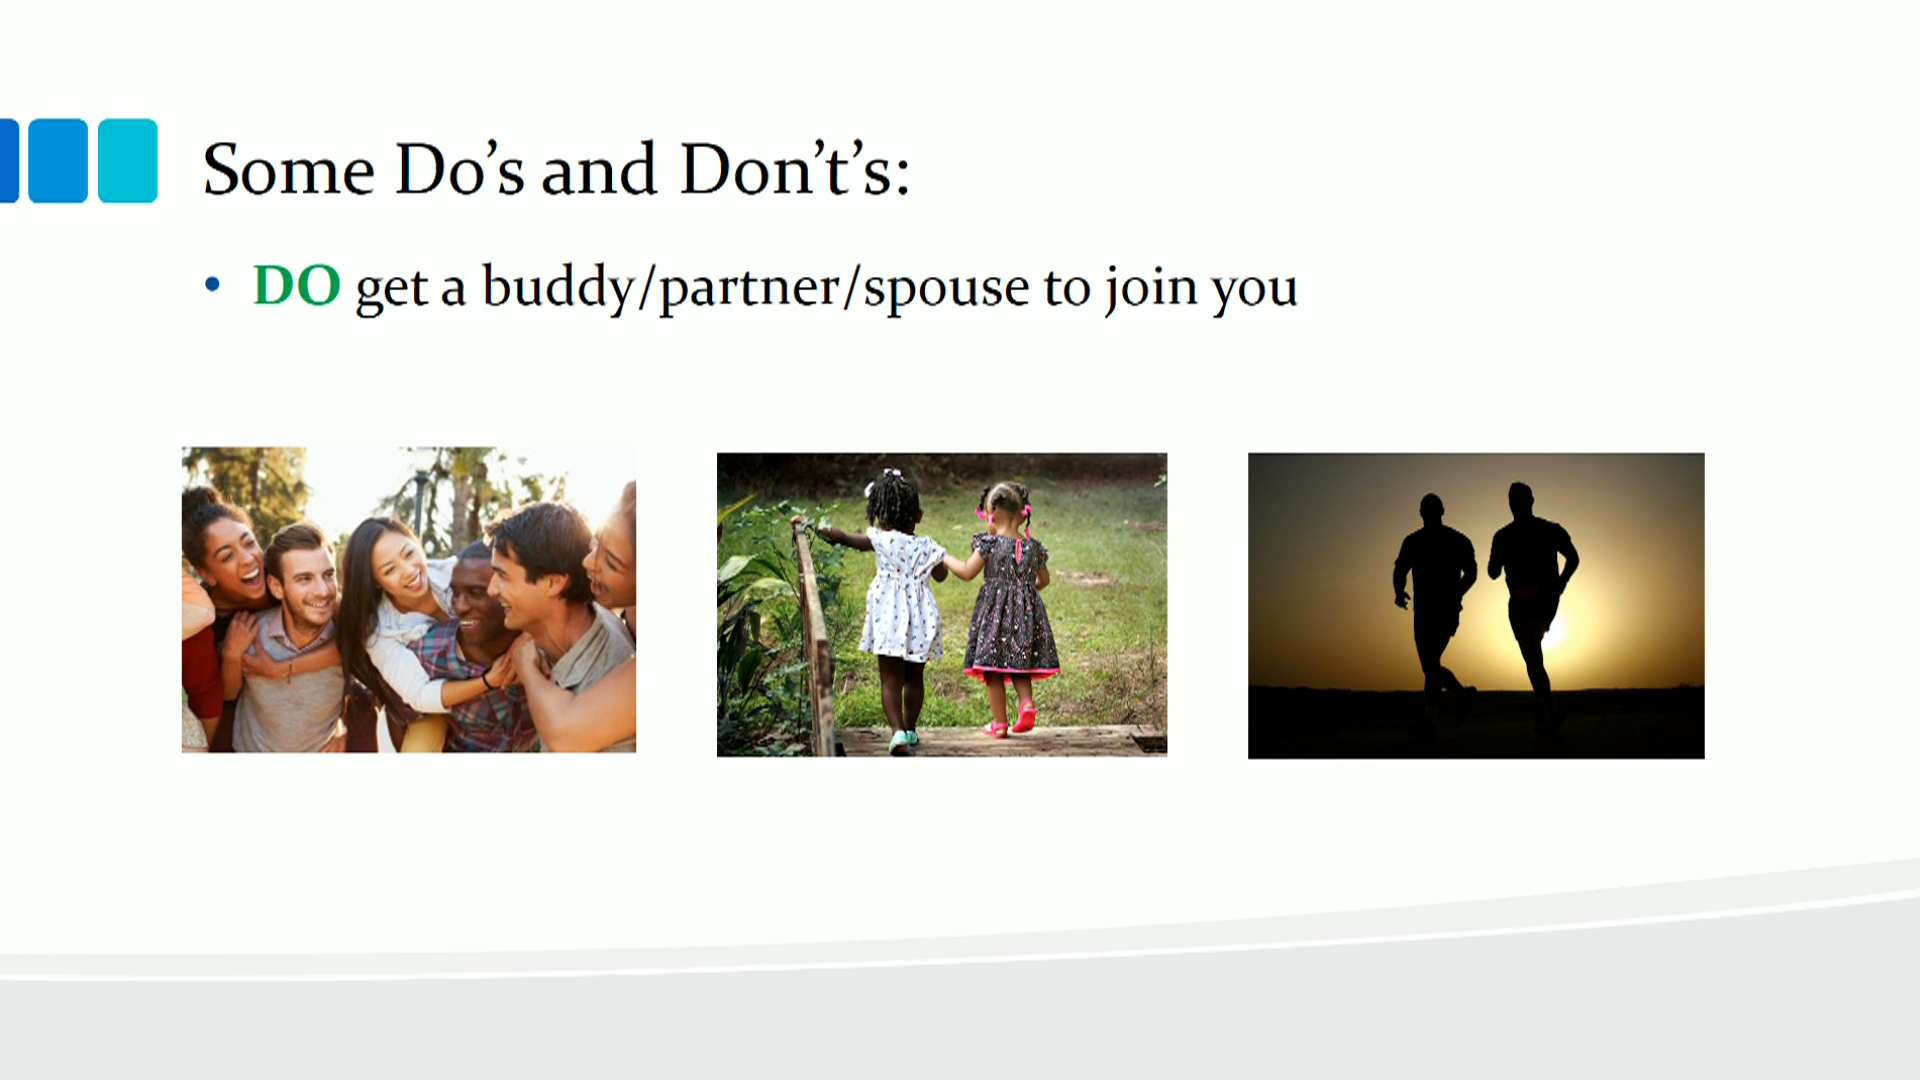 Some Do’s and Don’t’s:
• DO get a buddy/partner/spouse to join you